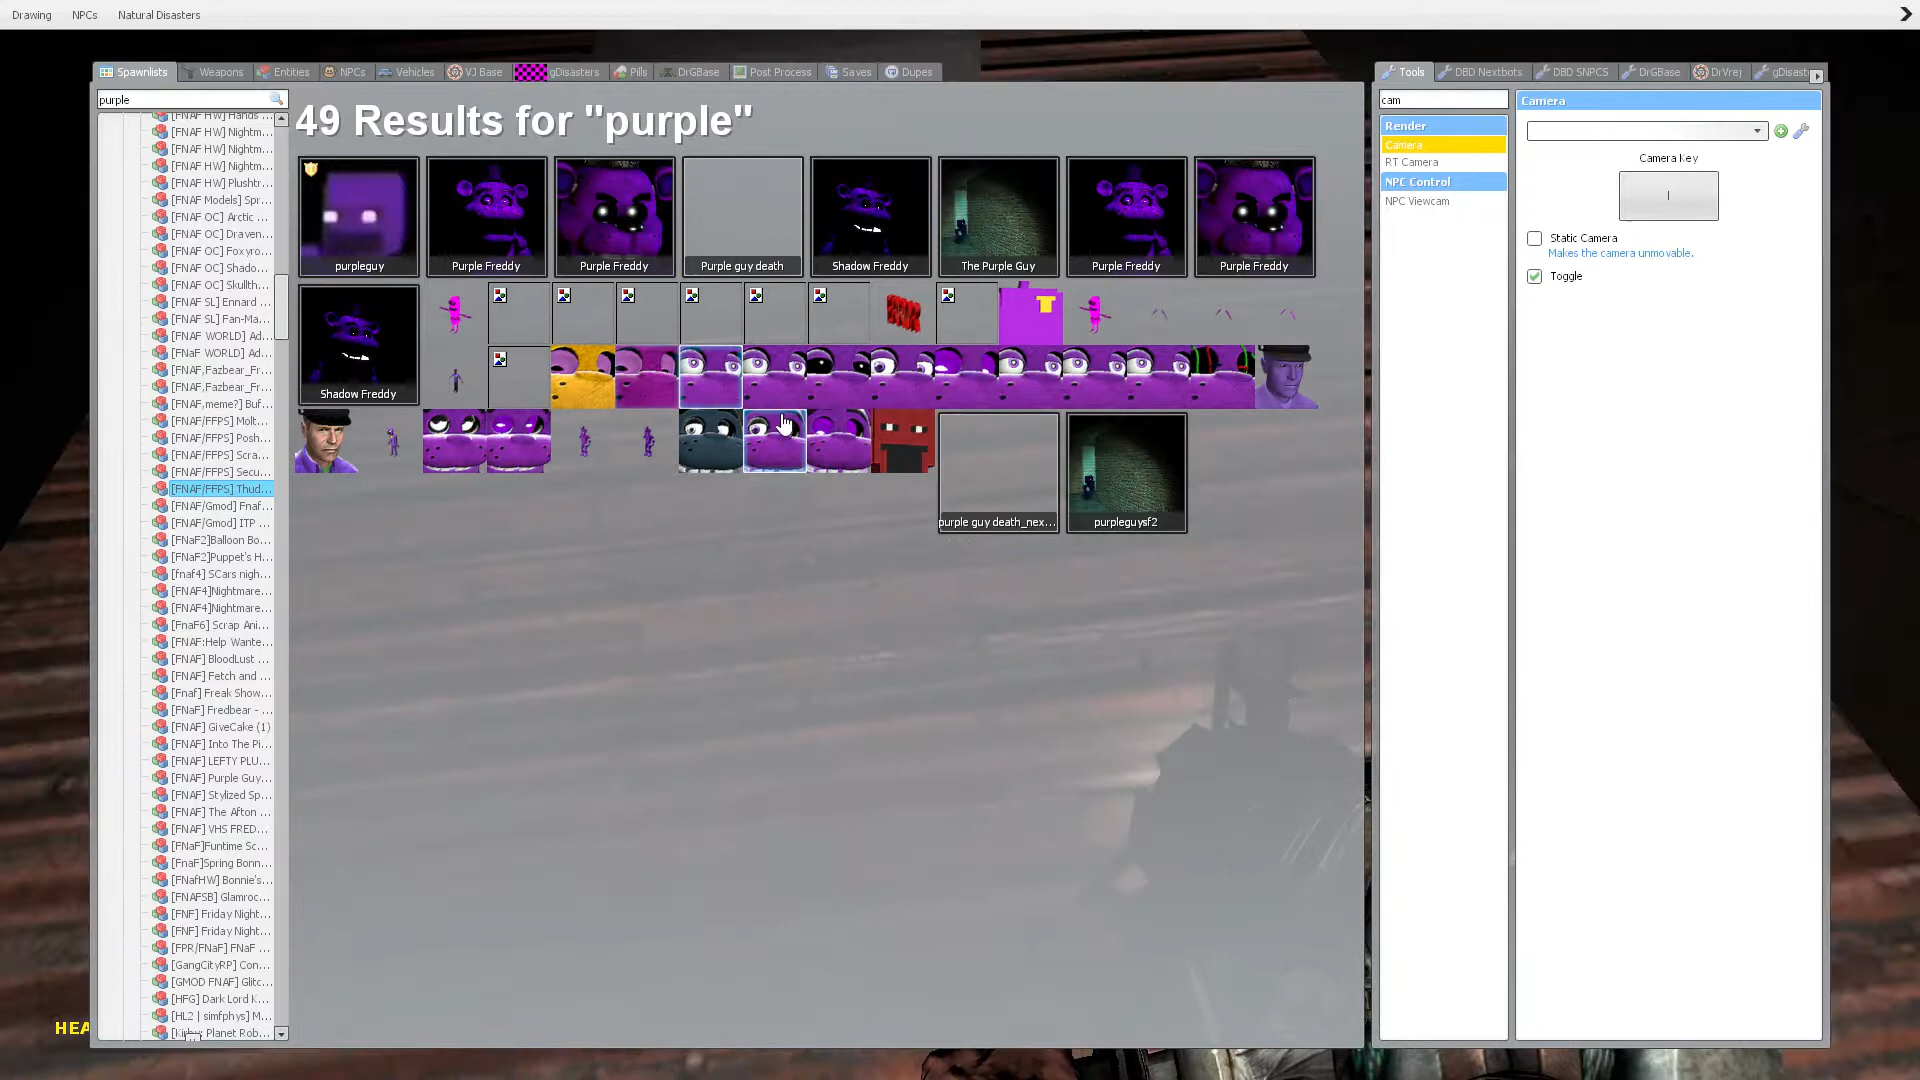 Drawing NPCs Natural Disasters
Spawnlists Weapons Entities NPCs Vehicles VJ Base gDisasters Pills DrGBase Post Process Saves Dupes
Tools DBD Nextbots DBD SNPCS DrGBase DrVrej gDisast
purple
49 Results for "purple"
cam
Camera
Render
Camera
RT Camera
NPC Control
NPC Viewcam
Camera Key
Static Camera
Makes the camera unmovable.
Toggle
purpleguy
Purple Freddy
Purple Freddy
Purple guy death
Shadow Freddy
The Purple Guy
Purple Freddy
Purple Freddy
Shadow Freddy
purple guy death_nex...
purpleguysf2
[FNAF HW] Hands
[FNAF HW] Nightm...
[FNAF HW] Nightm...
[FNAF HW] Nightm...
[FNAF HW] Plushtr...
[FNAF Models] Spr...
[FNAF OC] Arctic ...
[FNAF OC] Draven...
[FNAF OC] Foxyro...
[FNAF OC] Shado...
[FNAF OC] Skullth...
[FNAF SL] Ennard ...
[FNAF SL] Fan-Ma...
[FNAF WORLD] Ad...
[FNaF WORLD] Ad...
[FNAF,Fazbear_Fr...
[FNAF,Fazbear_Fr...
[FNAF,meme?] Buf...
[FNAF/FFPS] Molt...
[FNAF/FFPS] Posh...
[FNAF/FFPS] Scra...
[FNAF/FFPS] Secu...
[FNAF/FFPS] Thud...
[FNAF/Gmod] Fnaf...
[FNAF/Gmod] ITP ...
[FNaF2]Balloon Bo...
[FNaF2]Puppet's H...
[fnaf4] SCars nigh...
[FNAF4]Nightmare...
[FNAF4]Nightmare...
[FnaF6] Scrap Ani...
[FNAF:Help Wante...
[FNAF] BloodLust ...
[FNAF] Fetch and ...
[Fnaf] Freak Show...
[FNaF] Fredbear - ...
[FNAF] GiveCake (1)
[FNAF] Into The Pi...
[FNAF] LEFTY PLU...
[FNAF] Purple Guy...
[FNAF] Stylized Sp...
[FNAF] The Afton ...
[FNAF] VHS FRED...
[FNaF]Funtime Sc...
[FnaF]Spring Bonn...
[FNafHW] Bonnie's...
[FNAFSB] Glamroc...
[FNF] Friday Night...
[FNF] Friday Night...
[FPR/FNaF] FNaF ...
[GangCityRP] Con...
[GMOD FNAF] Glitc...
[HFG] Dark Lord K...
[HL2 | simfphys] M...
[Kirby: Planet Rob...
HEA